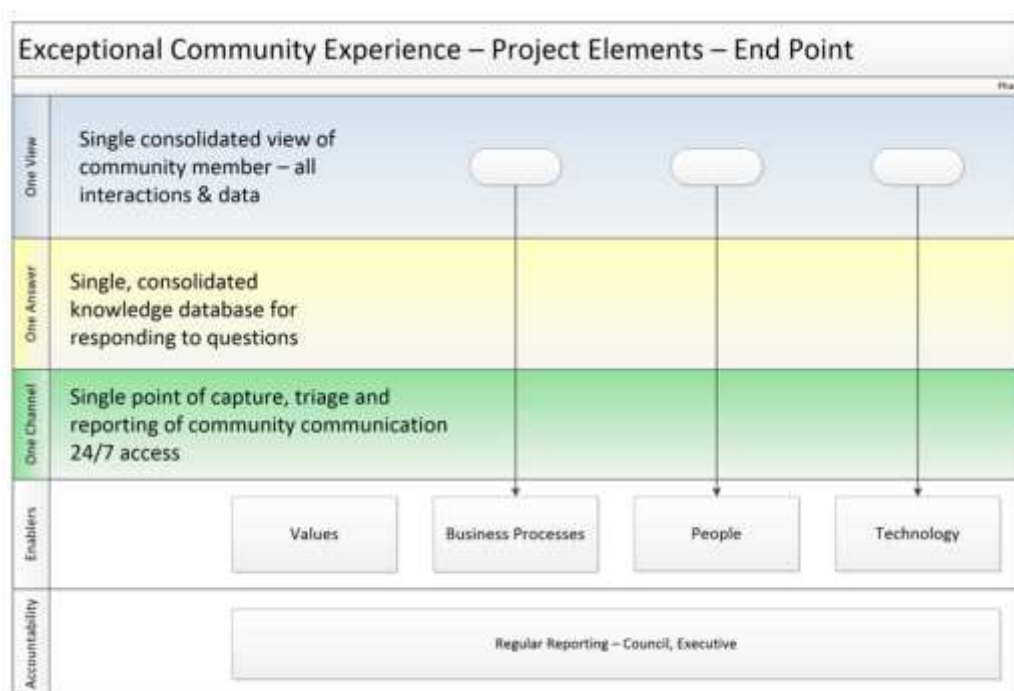 Exceptional Community Experience – Project Elements – End Point
One View
Single consolidated view of
community member – all
interactions & data
One Answer
Single, consolidated
knowledge database for
responding to questions
One Channel
Single point of capture, triage and
reporting of community communication
24/7 access
Enablers
Values
Business Processes
People
Technology
Accountability
Regular Reporting – Council, Executive